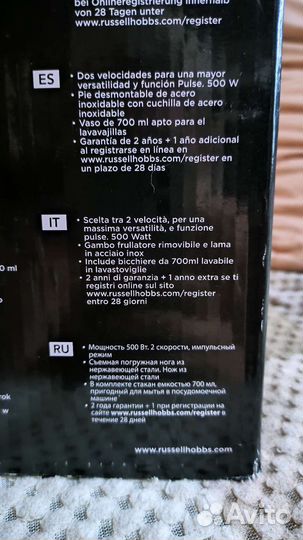 bei Onlineregistrierung innerhalb
von 28 Tagen unter
www.russellhobbs.com/register
ES
• Dos velocidades para una mayor
versatilidad y función Pulse. 500 W
• Pie desmontable de acero
inoxidable con cuchilla de acero
inoxidable
• Vaso de 700 ml apto para el
lavavajillas
• Garantía de 2 años + 1 año adicional
al registrarse en línea en
www.russellhobbs.com/register en
un plazo de 28 días
IT
• Scelta tra 2 velocità, per una
massima versatilità, e funzione
pulse. 500 Watt
• Gambo frullatore rimovibile e lama
in acciaio inox
• Include bicchiere da 700ml lavabile
in lavastoviglie
• 2 anni di garanzia + 1 anno extra se ti
registri online sul sito
www.russellhobbs.com/register
entro 28 giorni
0 ml
RU
• Мощность 500 Вт. 2 скорости, импульсный
режим
• Съемная погружная нога из
нержавеющей стали. Нож из
нержавеющей стали
• В комплекте стакан емкостью 700 мл,
пригодный для мытья в посудомоечной
машине
• 2 года гарантии + 1 при регистрации на
сайте www.russellhobbs.com/register в
течение 28 дней
rok
w
www.russellhobbs.com
Avito